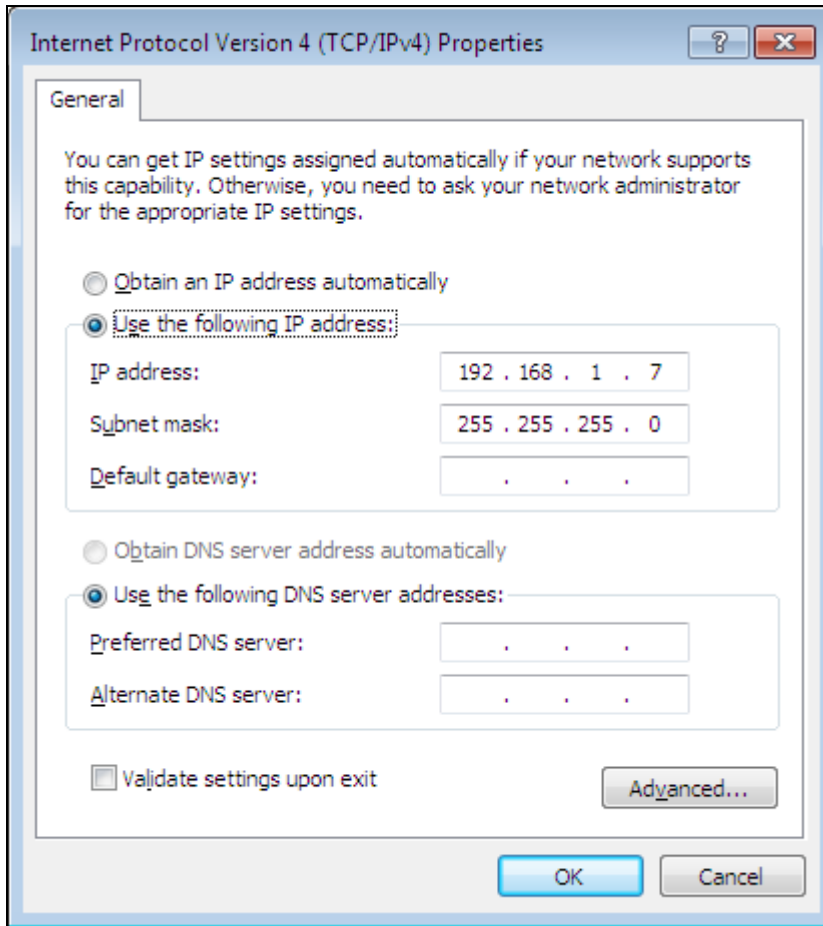 Internet Protocol Version 4 (TCP/IPv4) Properties
?
General
You can get IP settings assigned automatically if your network supports
this capability. Otherwise, you need to ask your network administrator
for the appropriate IP settings.
Obtain an IP address automatically
Use the following IP address:
IP address: 192 . 168 . 1 . 7
Subnet mask: 255 . 255 . 255 . 0
Default gateway: . . .
Obtain DNS server address automatically
Use the following DNS server addresses:
Preferred DNS server: . . .
Alternate DNS server: . . .
Validate settings upon exit
Advanced...
OK Cancel